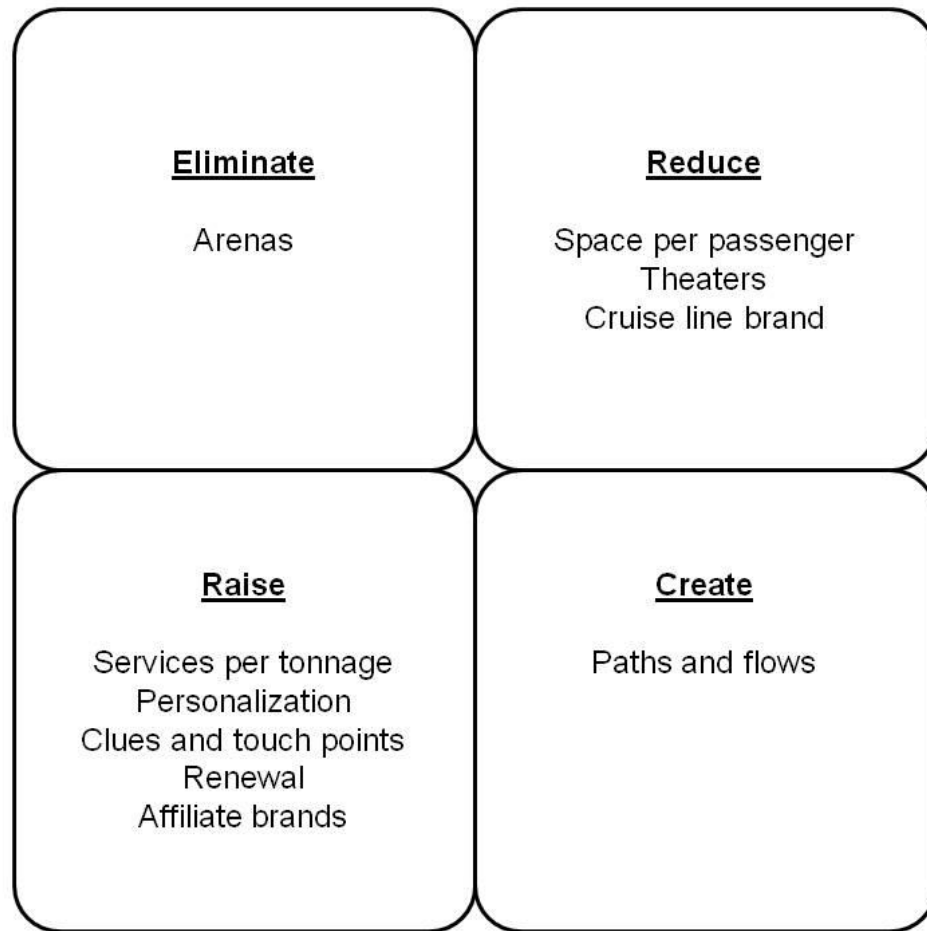 Eliminate
Arenas
Reduce
Space per passenger
Theaters
Cruise line brand
Raise
Services per tonnage
Personalization
Clues and touch points
Renewal
Affiliate brands
Create
Paths and flows